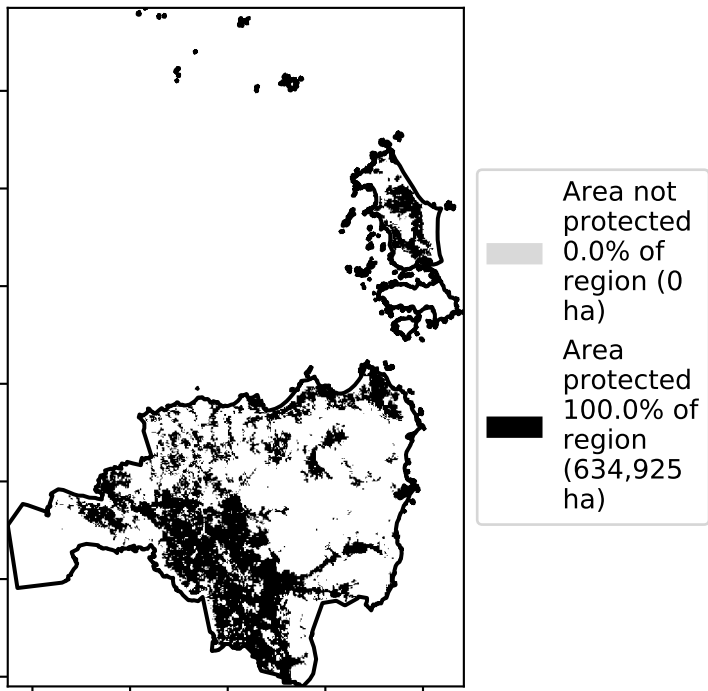 Area not
protected
0.0% of
region (0
ha)
Area
protected
100.0% of
region
(634,925
ha)